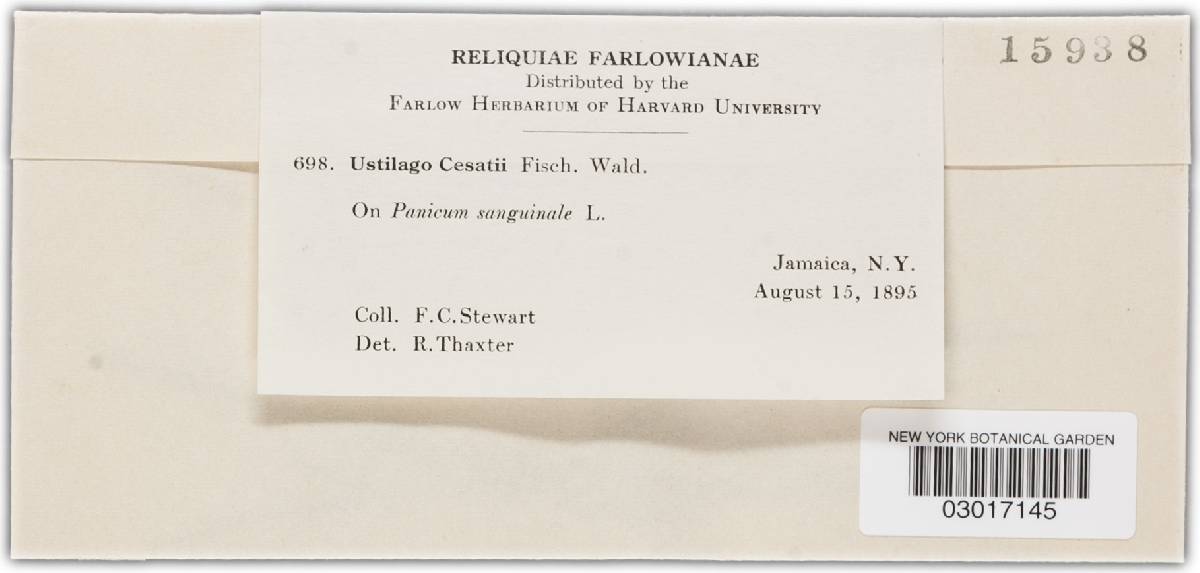 RELIQUIAE FARLOWIANAE
Distributed by the
FARLOW HERBARIUM OF HARVARD UNIVERSITY
15938
698. Ustilago Cesatii Fisch. Wald.
On Panicum sanguinale L.
Jamaica, N.Y.
August 15, 1895
Coll. F.C.Stewart
Det. R.Thaxter
NEW YORK BOTANICAL GARDEN
03017145